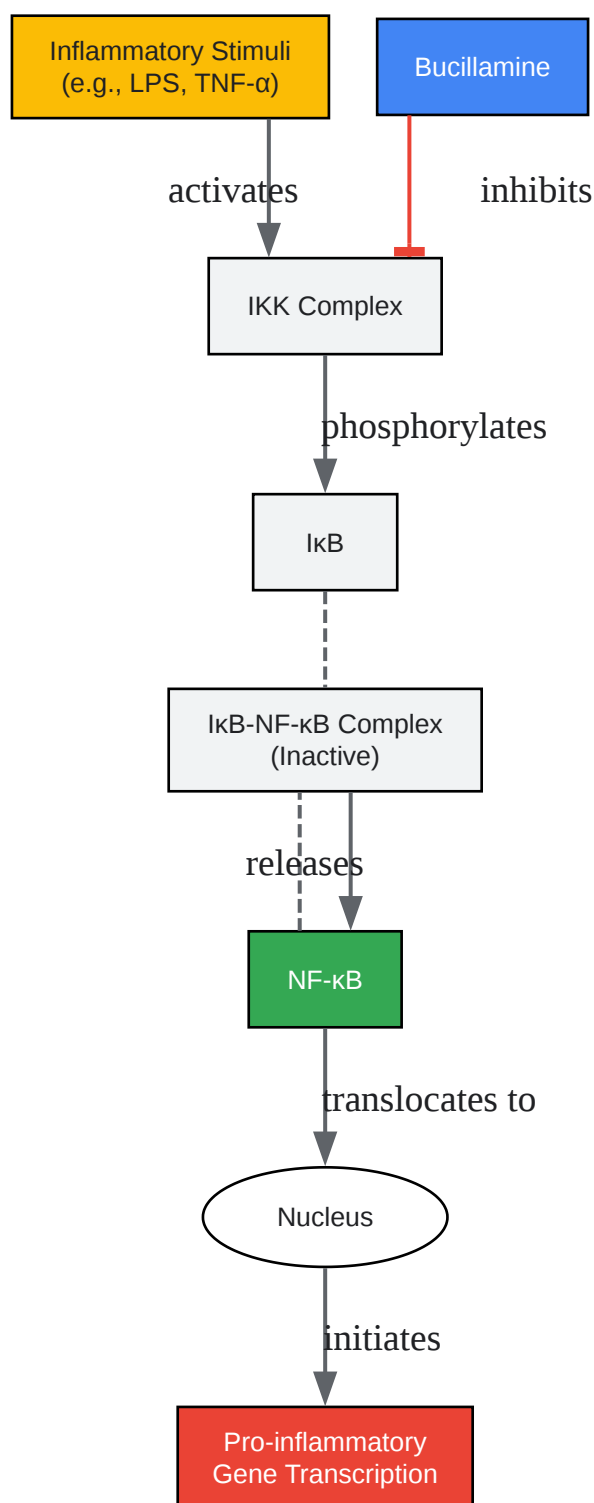 Inflammatory Stimuli
(e.g., LPS, TNF-α)
Bucillamine
activates
inhibits
IKK Complex
phosphorylates
IκB
IκB-NF-κB Complex
(Inactive)
releases
NF-κB
translocates to
Nucleus
initiates
Pro-inflammatory
Gene Transcription